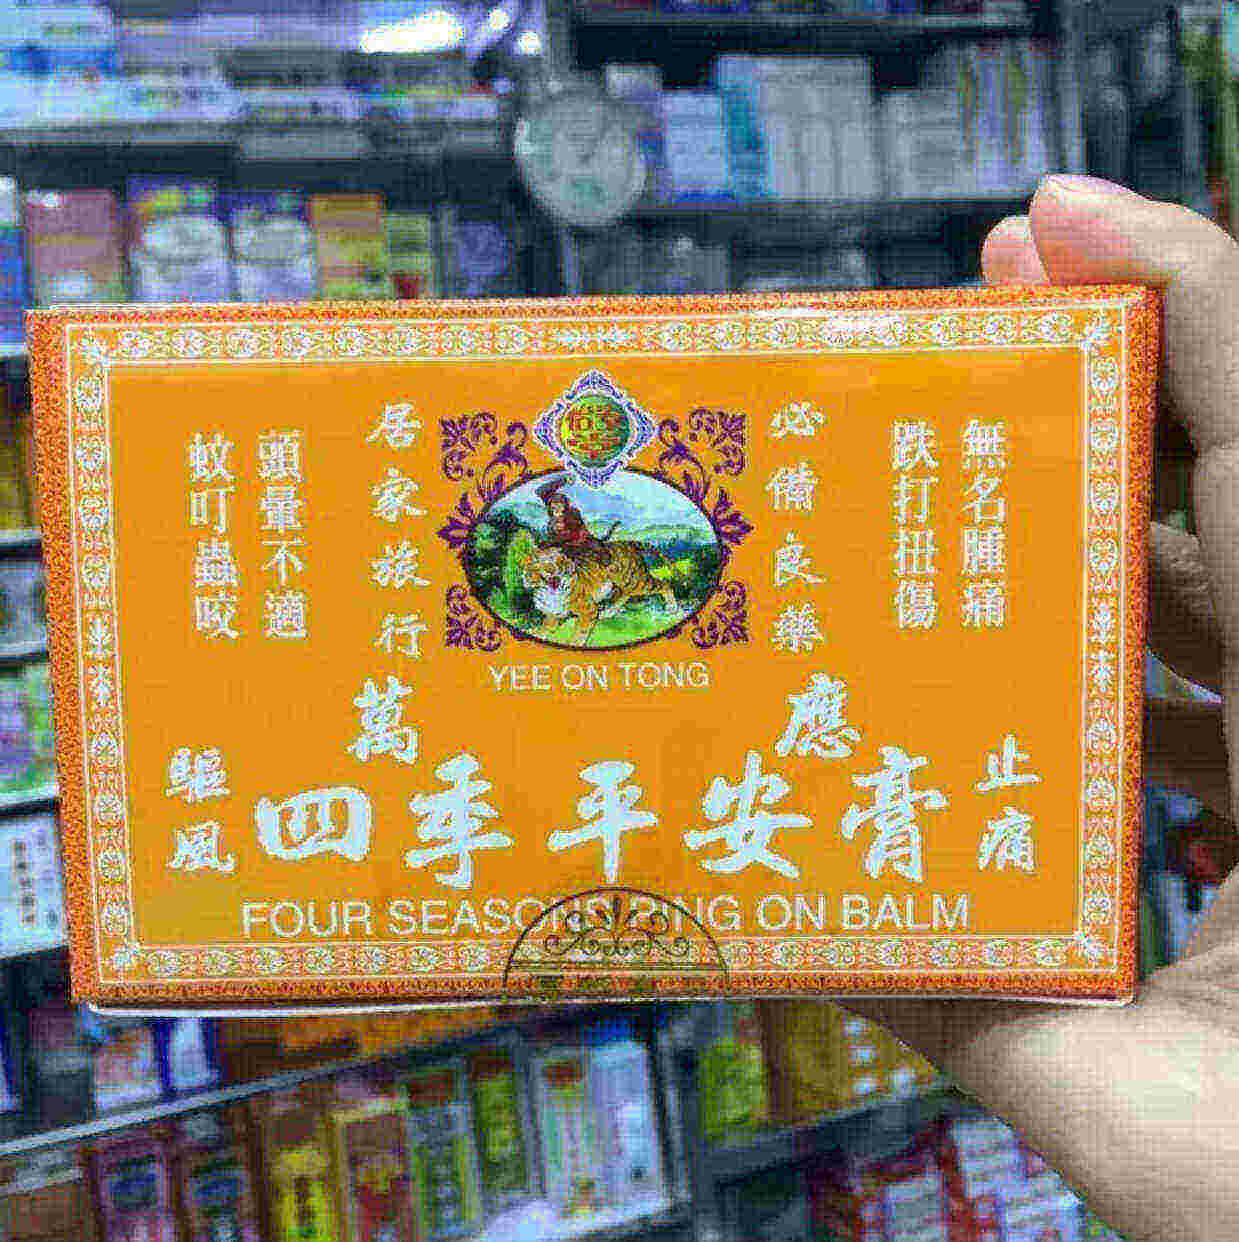 無名腫痛
跌打扭傷
必備良藥
居家旅行
頭暈不適
蚊叮蟲咬
YEE ON TONG
萬應
驅風
四季平安膏
止痛
FOUR SEASONS PING ON BALM